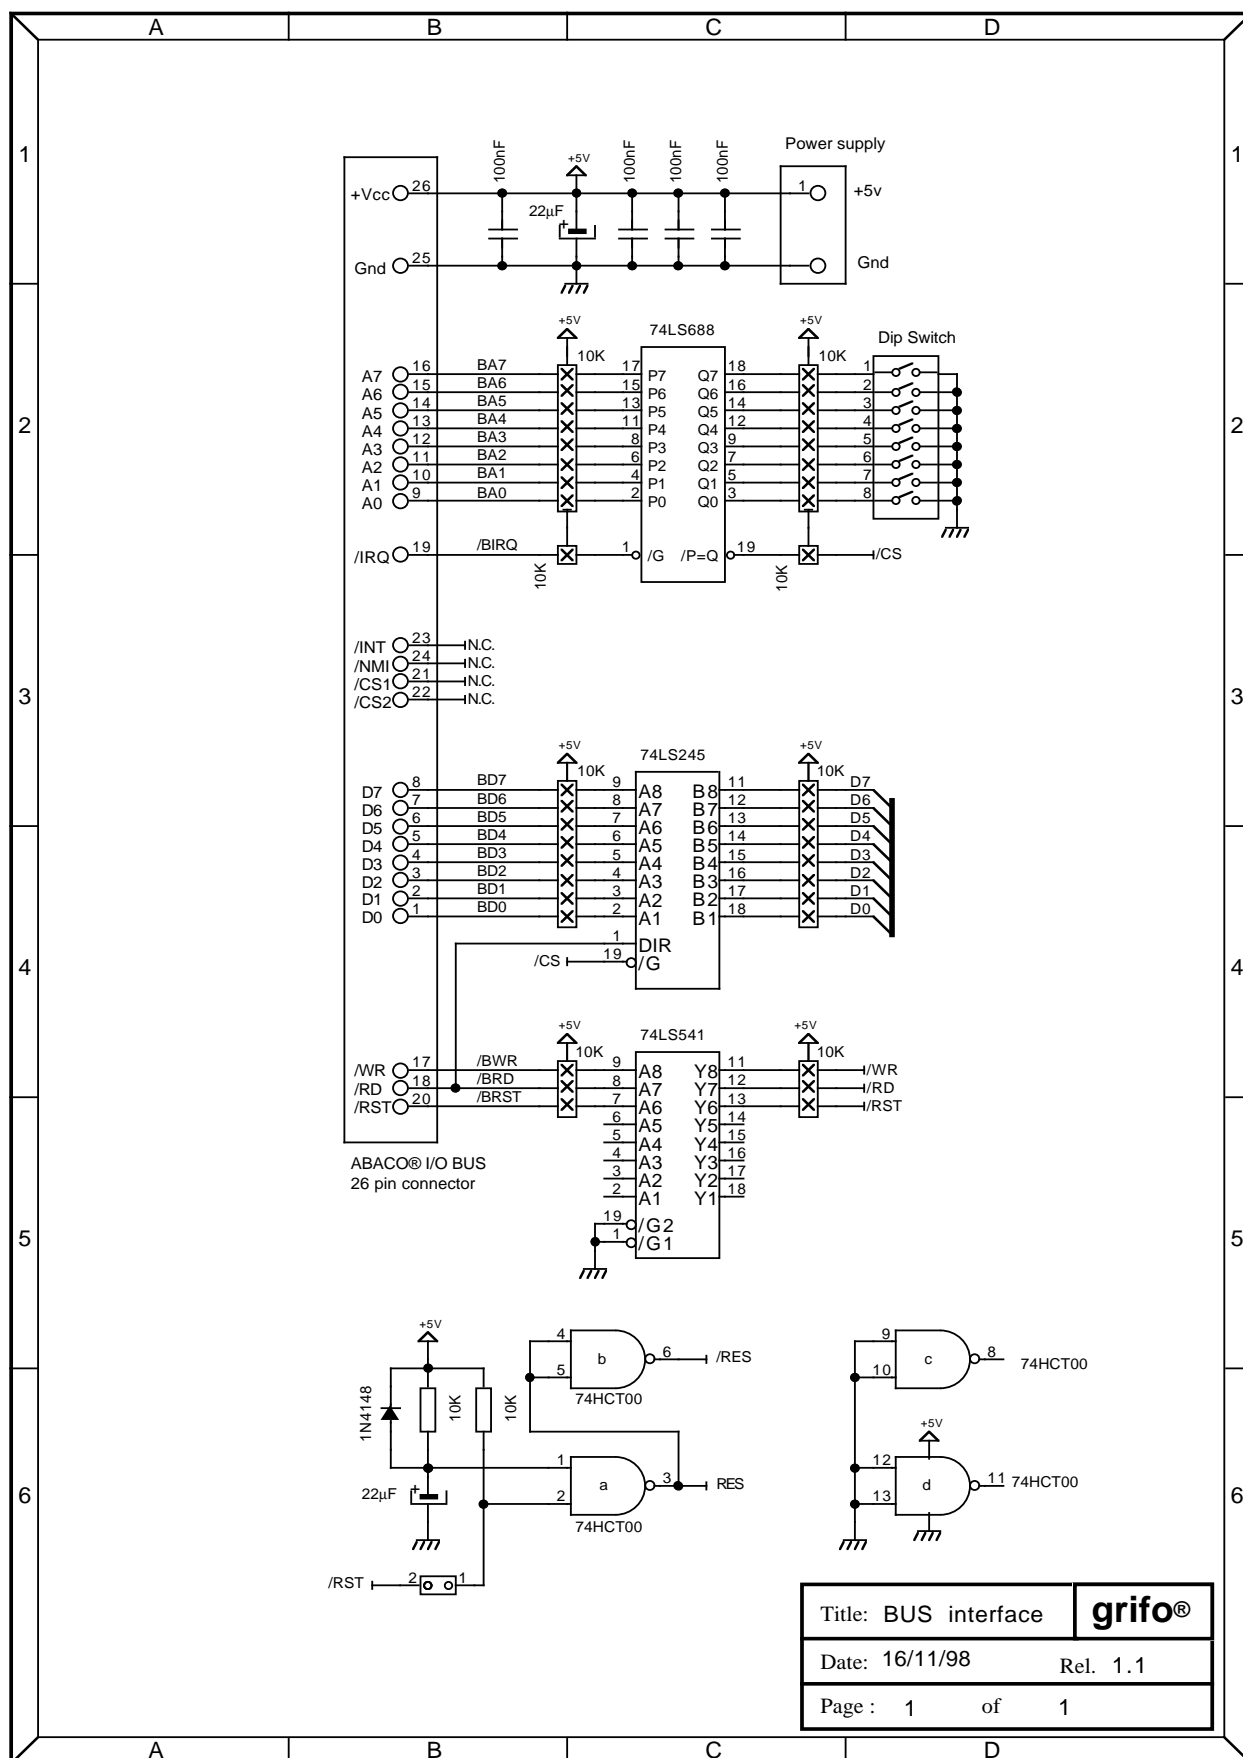 A B C D
1 1
100nF +5V 100nF 100nF 100nF Power supply
+Vcc 26 1 +5v
22µF +
Gnd 25 Gnd
+5V 74LS688 +5V Dip Switch
10K 10K
A7 16 BA7 17 P7 Q7 18 1
A6 15 BA6 15 P6 Q6 16 2
A5 14 BA5 13 P5 Q5 14 3
2 A4 13 BA4 11 P4 Q4 12 4 2
A3 12 BA3 8 P3 Q3 9 5
A2 11 BA2 6 P2 Q2 7 6
A1 10 BA1 4 P1 Q1 5 7
A0 9 BA0 2 P0 Q0 3 8
/IRQ 19 /BIRQ 1 /G /P=Q 19 /CS
10K 10K
/INT 23 N.C.
/NMI 24 N.C.
/CS1 21 N.C.
3 /CS2 22 N.C. 3
+5V 74LS245 +5V
10K 10K
D7 8 BD7 9 A8 B8 11 D7
D6 7 BD6 8 A7 B7 12 D6
D5 6 BD5 7 A6 B6 13 D5
D4 5 BD4 6 A5 B5 14 D4
D3 4 BD3 5 A4 B4 15 D3
D2 3 BD2 4 A3 B3 16 D2
D1 2 BD1 3 A2 B2 17 D1
D0 1 BD0 2 A1 B1 18 D0
1 DIR
4 /CS 19 /G 4
+5V 74LS541 +5V
10K 10K
/WR 17 /BWR 9 A8 Y8 11 /WR
/RD 18 /BRD 8 A7 Y7 12 /RD
/RST 20 /BRST 7 A6 Y6 13 /RST
6 A5 Y5 14
5 A4 Y4 15
4 A3 Y3 16
3 A2 Y2 17
2 A1 Y1 18
ABACO® I/O BUS
26 pin connector
19 /G2
5 1 /G1 5
+5V
4 5 b 6 /RES
74HCT00
9 10 c 8 74HCT00
1N4148 10K 10K
+5V
1 2 a 3 RES
74HCT00
12 13 d 11 74HCT00
6 22µF + 6
/RST 2 1
Title: BUS interface grifo®
Date: 16/11/98 Rel. 1.1
Page : 1 of 1
A B C D